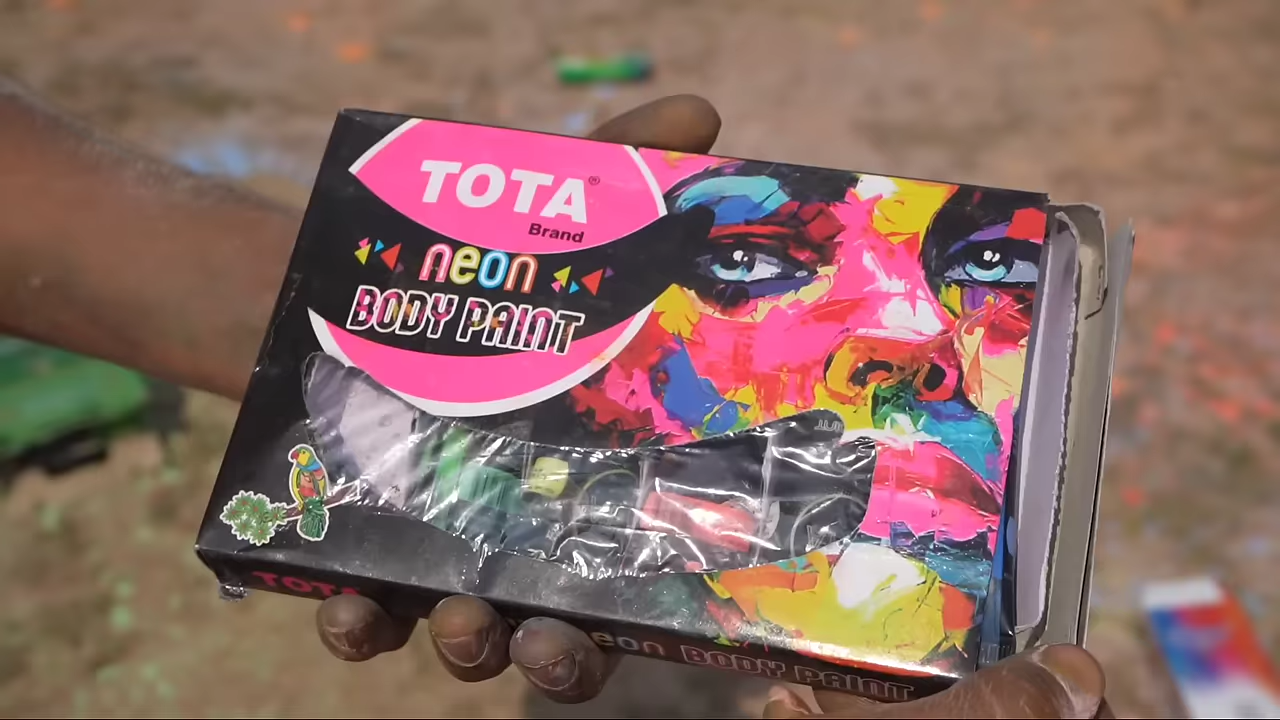 TOTA®
Brand
neon
BODY PAINT
TOTA
neon BODY PAINT